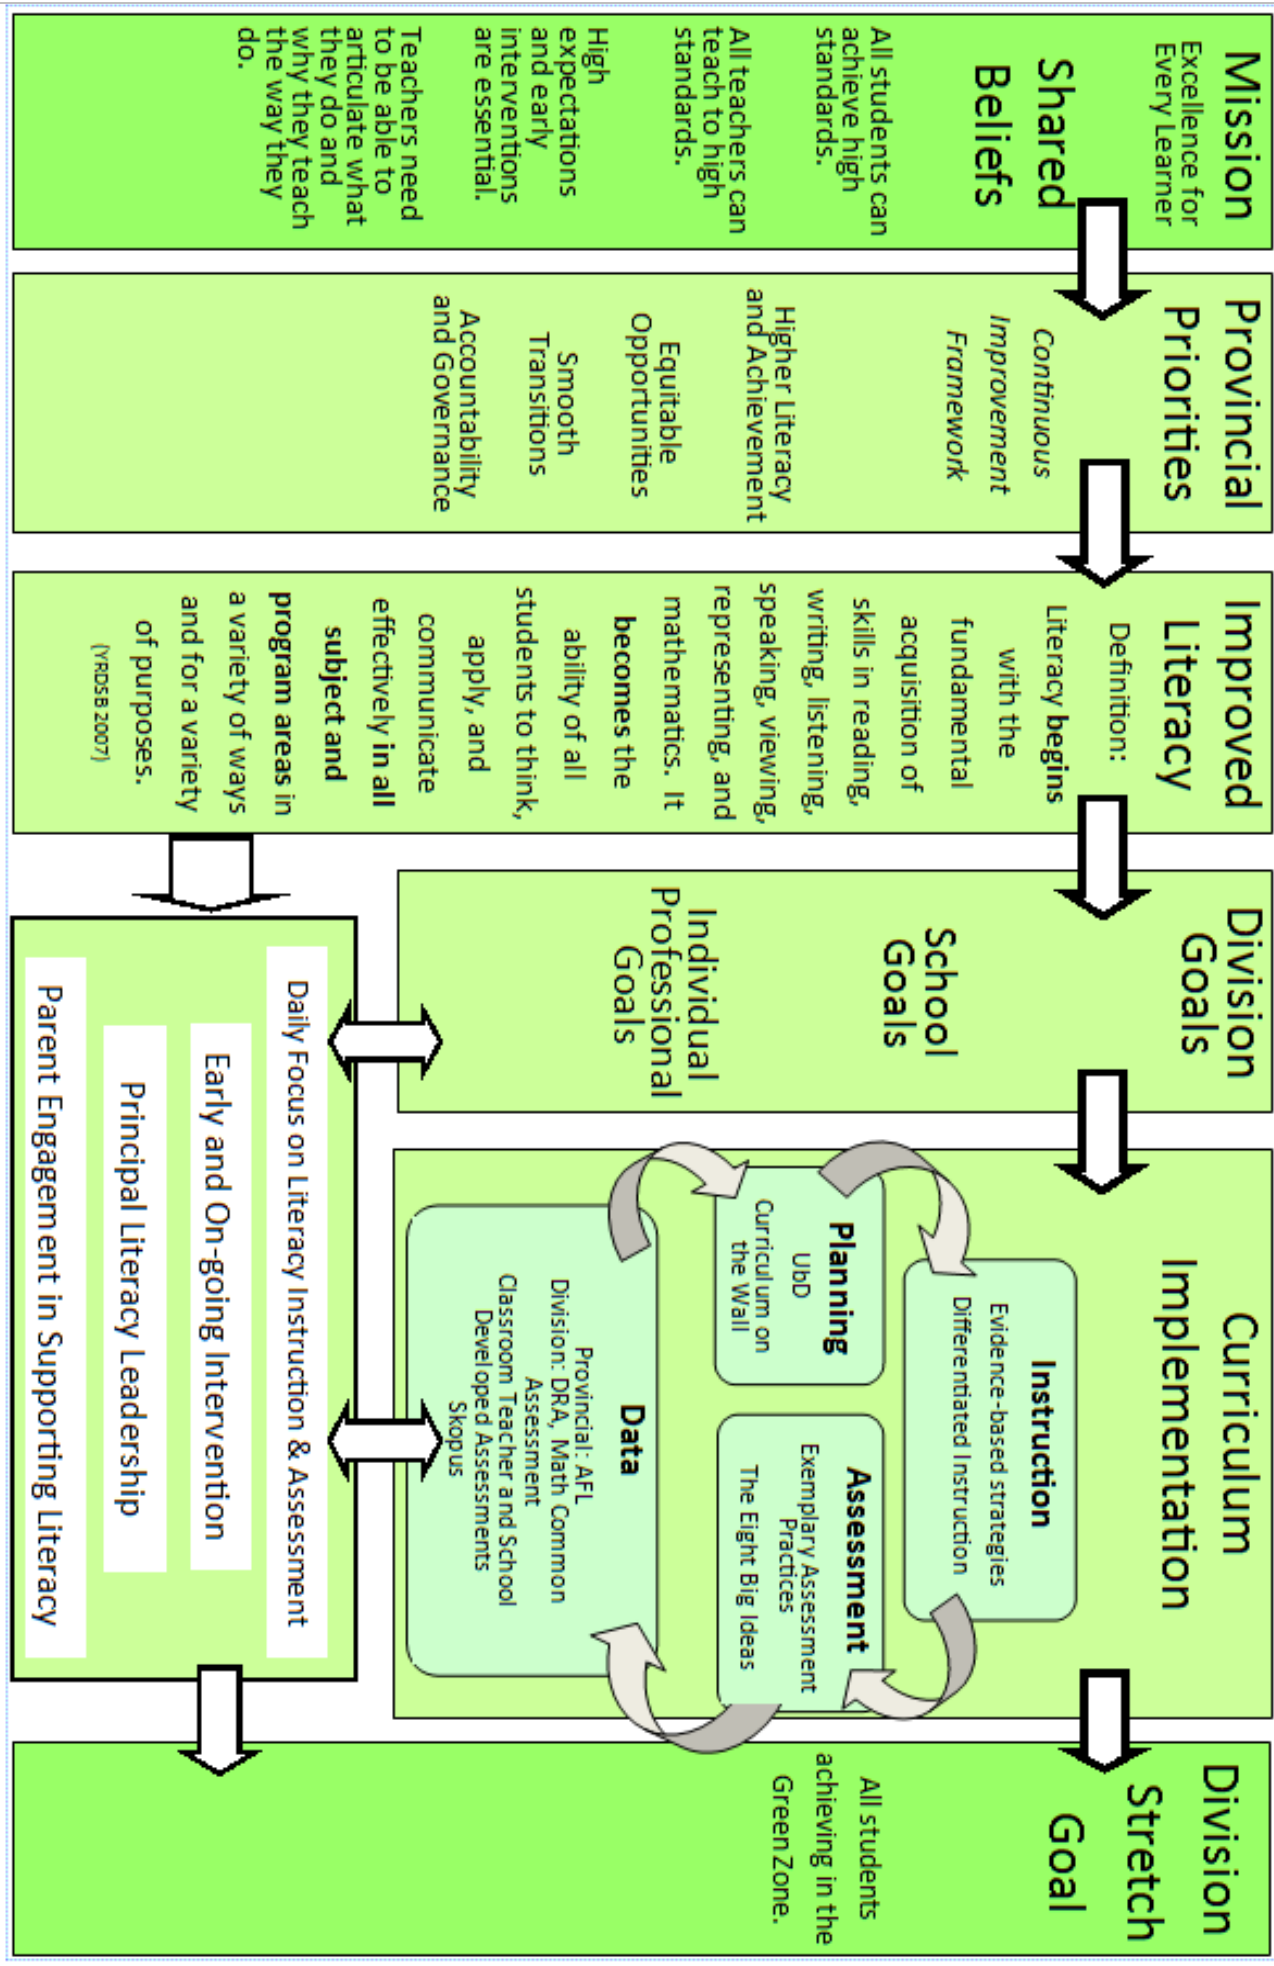 Mission
Excellence for
Every Learner
Shared
Beliefs
All students can
achieve high
standards.
All teachers can
teach to high
standards.
High
expectations
and early
interventions
are essential.
Teachers need
to be able to
articulate what
they do and
why they teach
the way they
do.
Provincial
Priorities
Continuous
Improvement
Framework
Higher Literacy
and Achievement
Equitable
Opportunities
Smooth
Transitions
Accountability
and Governance
Improved
Literacy
Definition:
Literacy begins
with the
fundamental
acquisition of
skills in reading,
writing, listening,
speaking, viewing,
representing, and
mathematics. It
becomes the
ability of all
students to think,
apply, and
communicate
effectively in all
subject and
program areas in
a variety of ways
and for a variety
of purposes.
(YRDSB 2007)
Division
Goals
School
Goals
Individual
Professional
Goals
Curriculum
Implementation
Instruction
Evidence-based strategies
Differentiated Instruction
Planning
UbD
Curriculum on
the Wall
Assessment
Exemplary Assessment
Practices
The Eight Big Ideas
Data
Provincial: AFL
Division: DRA, Math Common
Assessment
Classroom Teacher and School
Developed Assessments
Skopus
Daily Focus on Literacy Instruction & Assessment
Early and On-going Intervention
Principal Literacy Leadership
Parent Engagement in Supporting Literacy
Division
Stretch
Goal
All students
achieving in the
Green Zone.